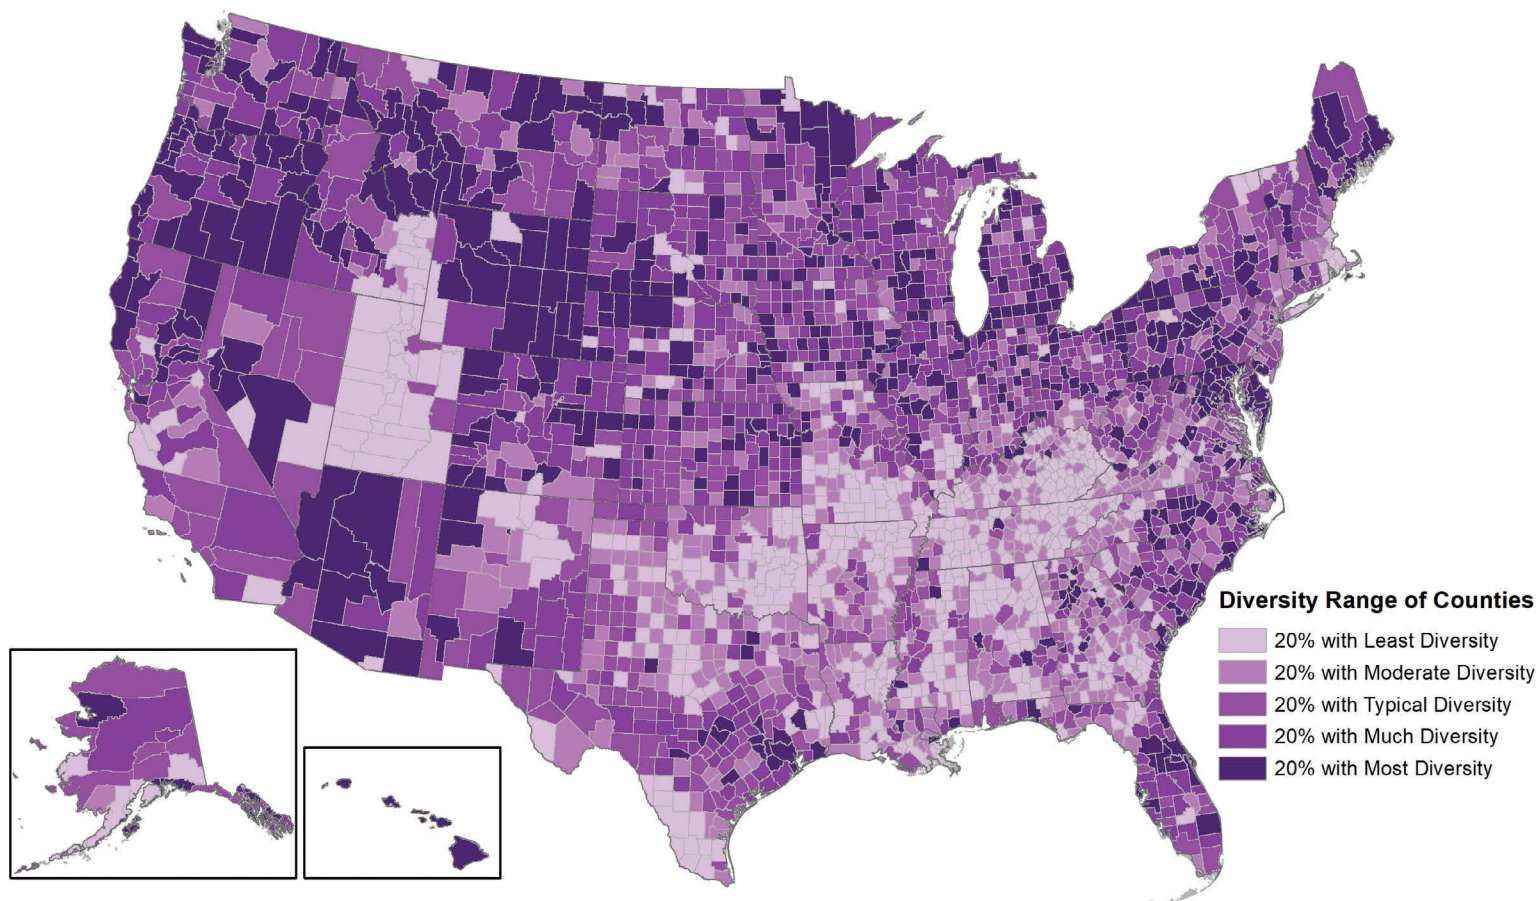 Diversity Range of Counties
20% with Least Diversity
20% with Moderate Diversity
20% with Typical Diversity
20% with Much Diversity
20% with Most Diversity